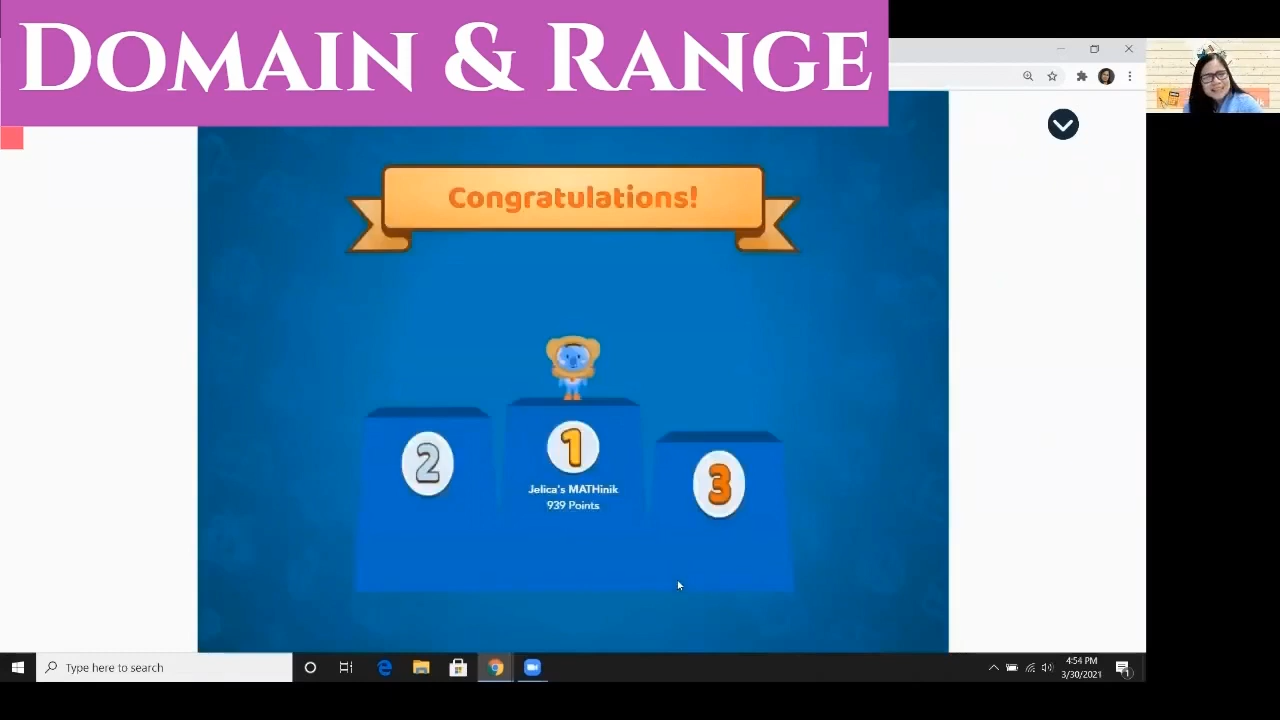 DOMAIN & RANGE
Congratulations!
2
1
3
Jelica's MATHinik
939 Points
Type here to search
4:54 PM
3/30/2021
1